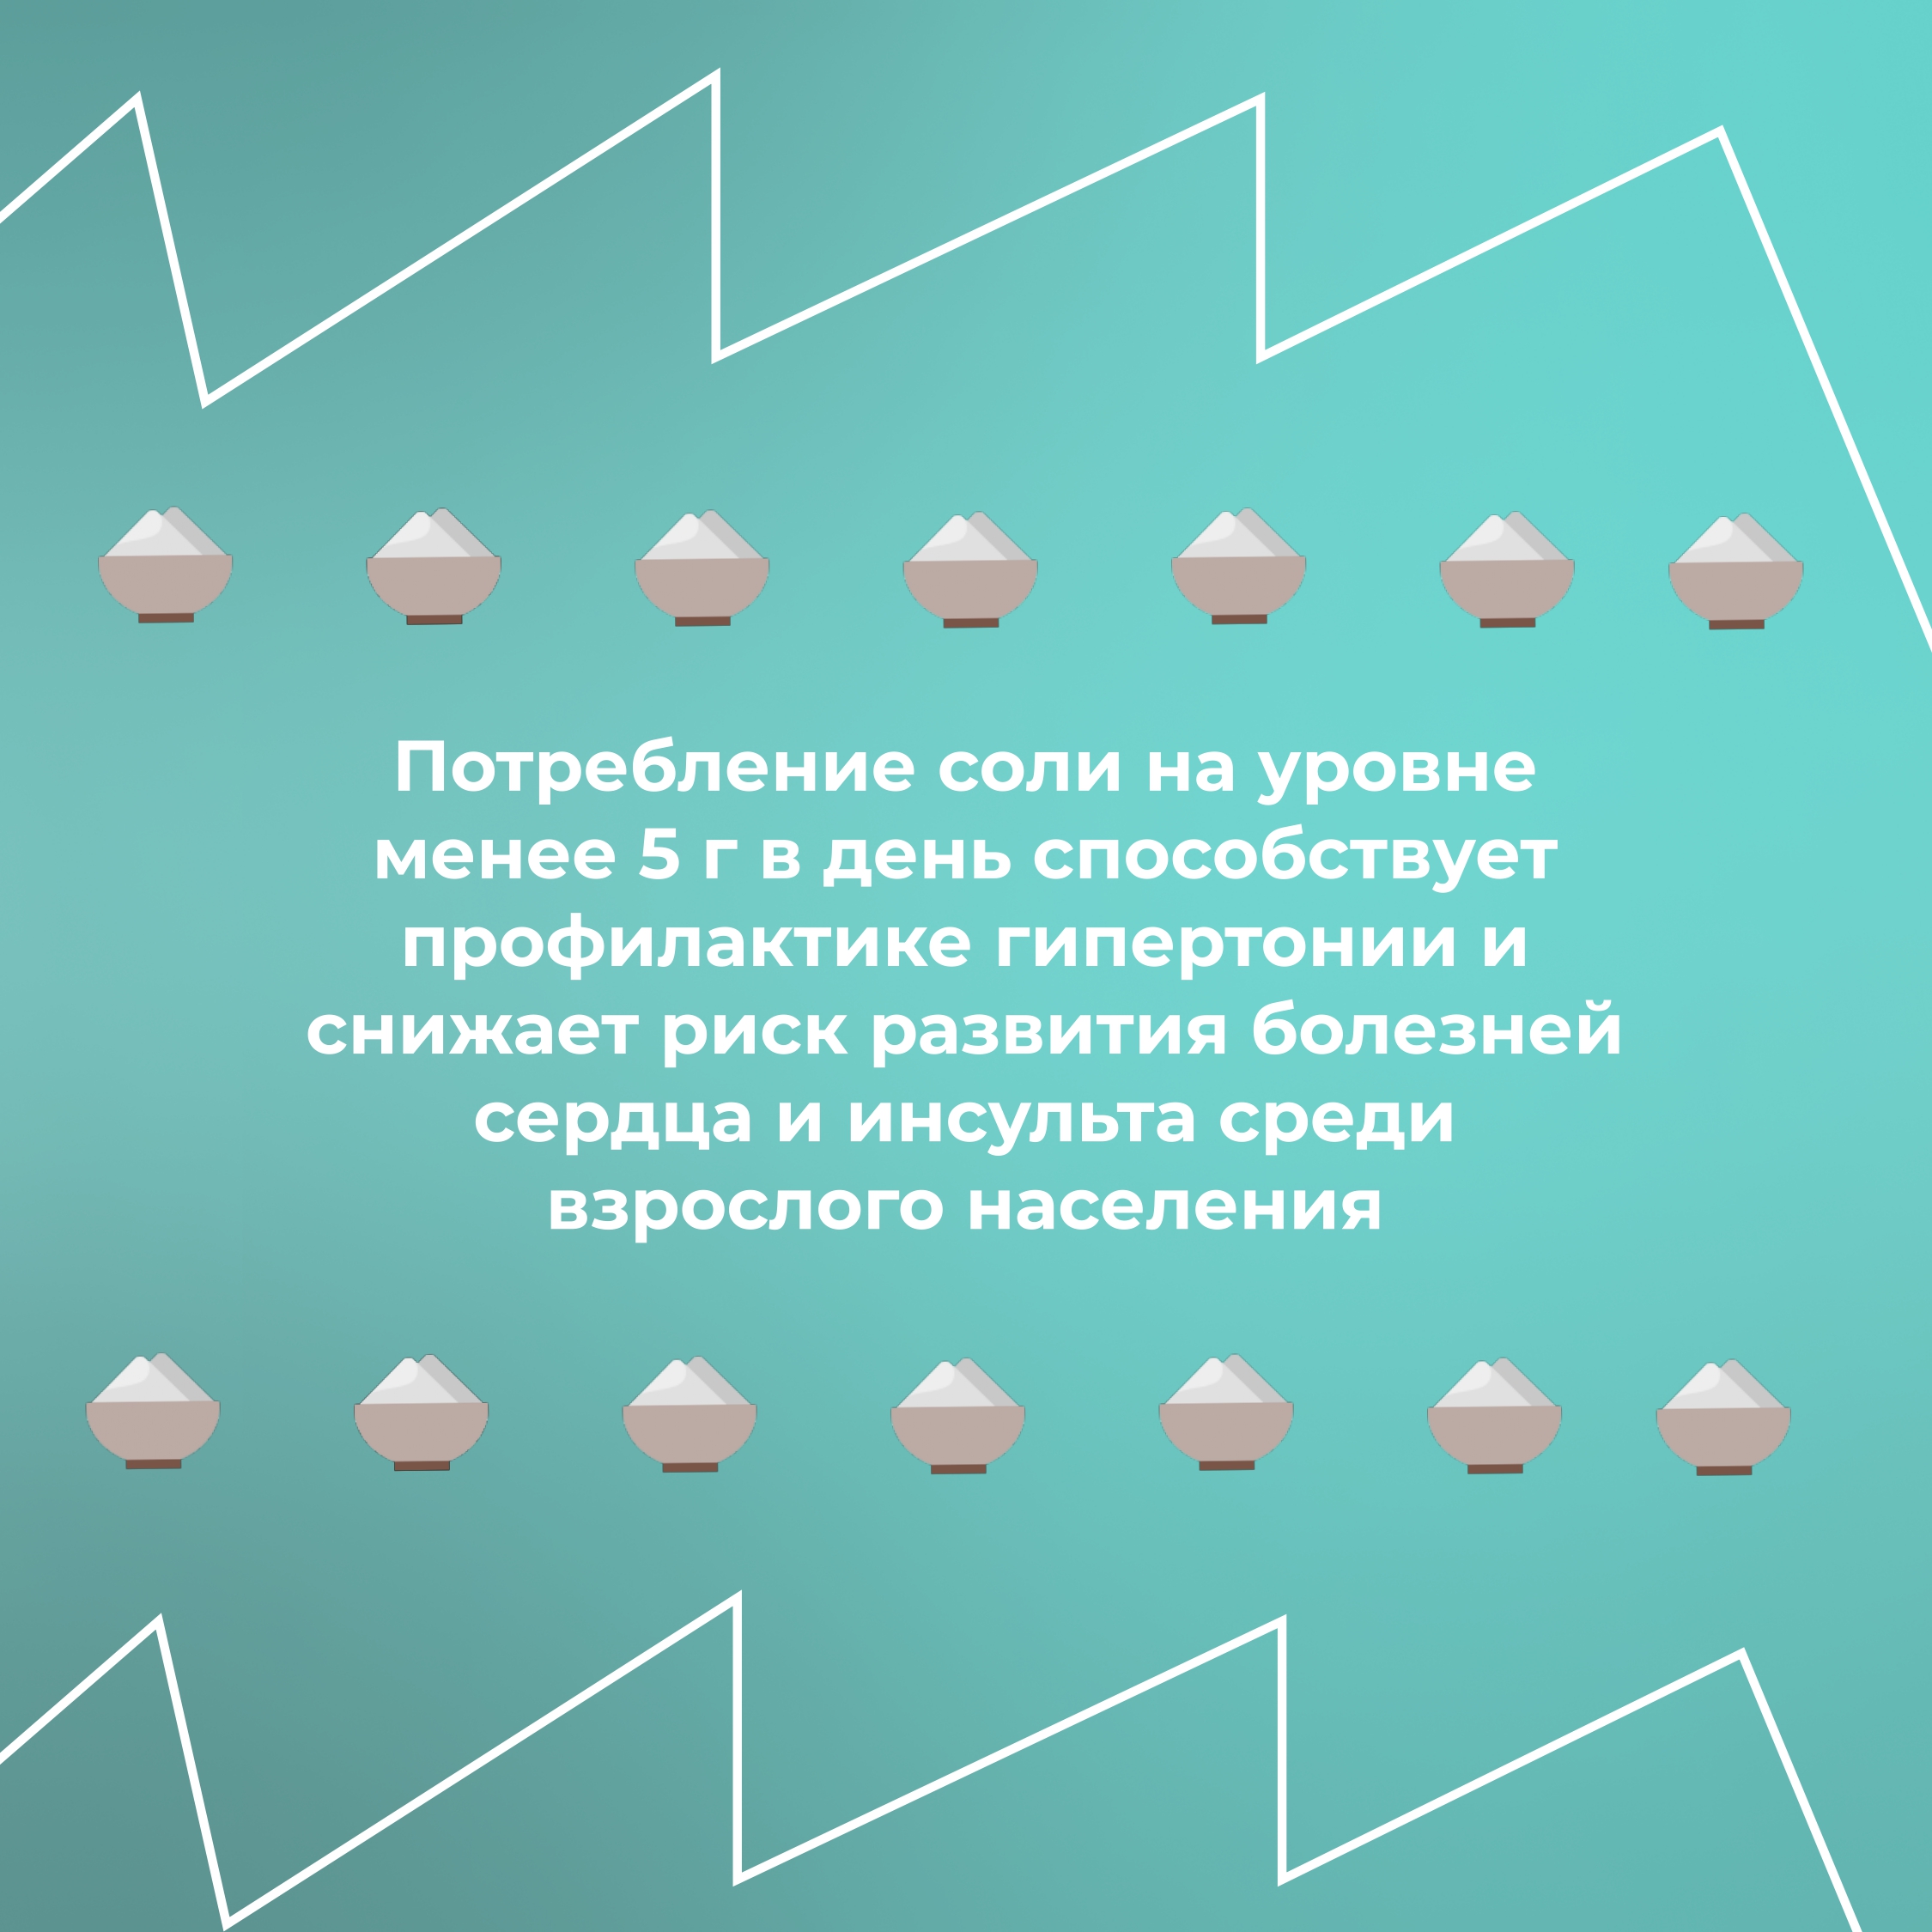 Потребление соли на уровне
менее 5 г в день способствует
профилактике гипертонии и
снижает риск развития болезней
сердца и инсульта среди
взрослого населения